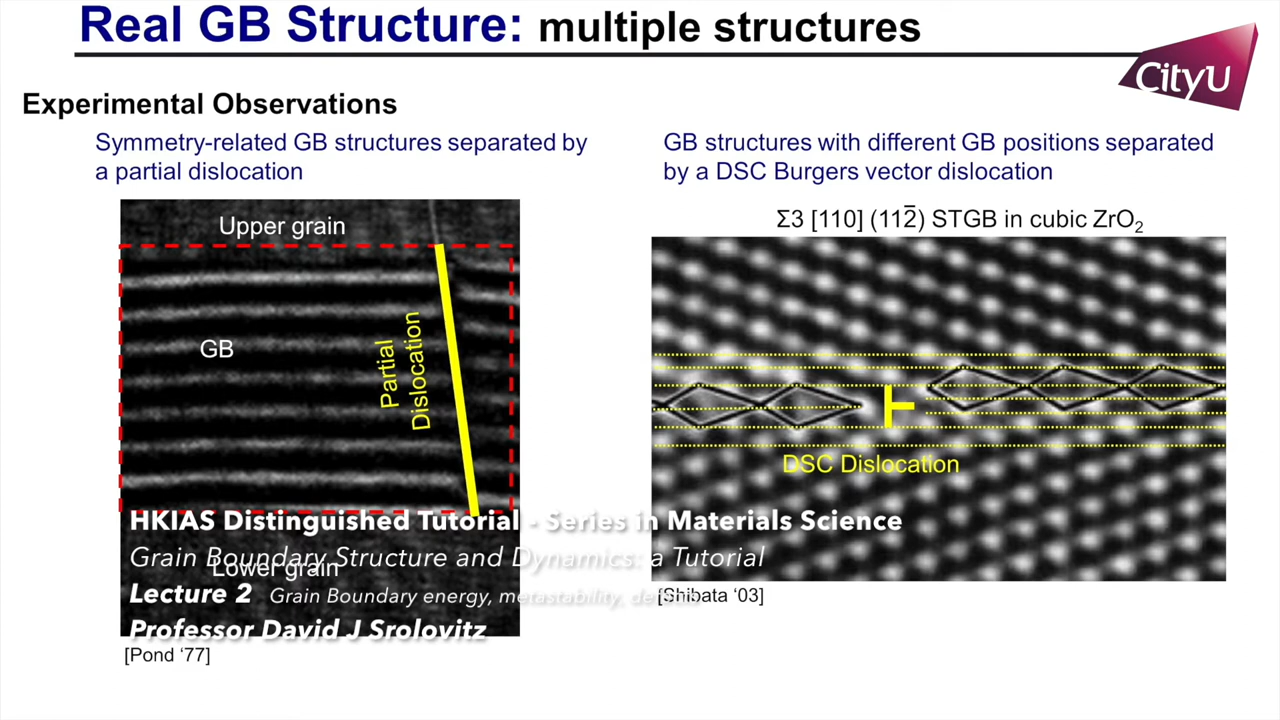 Real GB Structure: multiple structures
CityU
Experimental Observations
Symmetry-related GB structures separated by
a partial dislocation
Upper grain
GB
Partial
Dislocation
Lower grain
[Pond ‘77]
GB structures with different GB positions separated
by a DSC Burgers vector dislocation
Σ3 [110] (112̅) STGB in cubic ZrO₂
DSC Dislocation
[Shibata ‘03]
HKIAS Distinguished Tutorial - Series in Materials Science
Grain Boundary Structure and Dynamics: a Tutorial
Lecture 2 Grain Boundary energy, metastability,
Professor David J Srolovitz